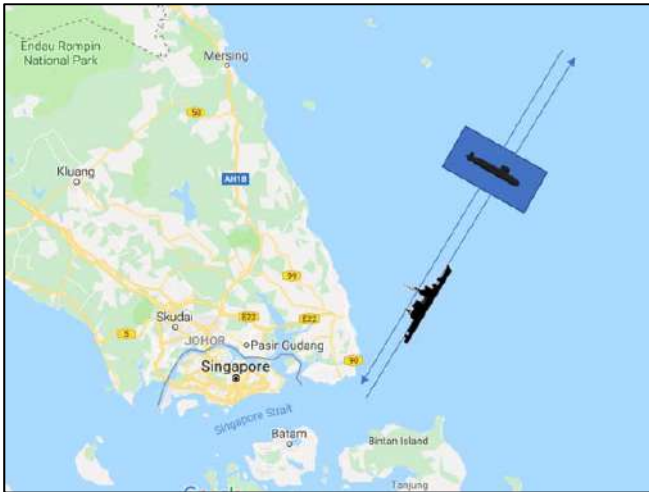 Endau Rompin
National Park
Mersing
50
Kluang
AH18
99
Skudai
E22
E22
5
JOHOR
Pasir Gudang
90
Singapore
Singapore Strait
Batam
Bintan Island
Tanjung